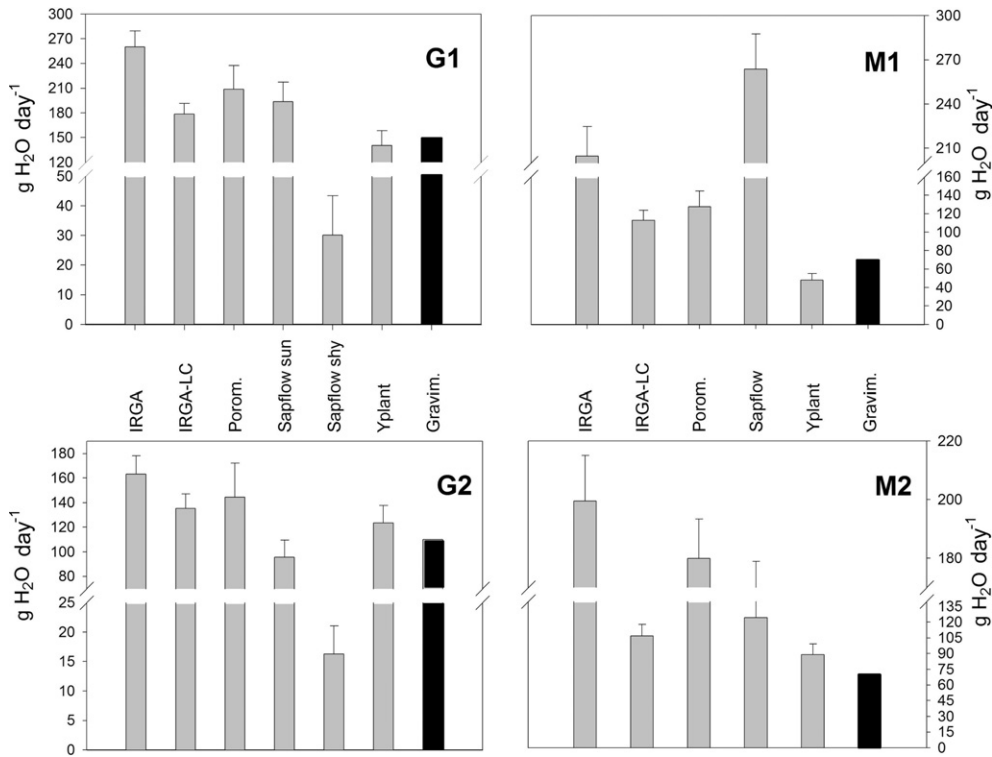 G1
g H₂O day⁻¹
300
270
240
210
180
150
120
50
40
30
20
10
0
M1
g H₂O day⁻¹
300
270
240
210
160
140
120
100
80
60
40
20
0
IRGA
IRGA-LC
Porom.
Sapflow sun
Sapflow shy
Yplant
Gravim.
IRGA
IRGA-LC
Porom.
Sapflow
Yplant
Gravim.
G2
g H₂O day⁻¹
180
160
140
120
100
80
25
20
15
10
5
0
M2
g H₂O day⁻¹
220
200
180
135
120
105
90
75
60
45
30
15
0